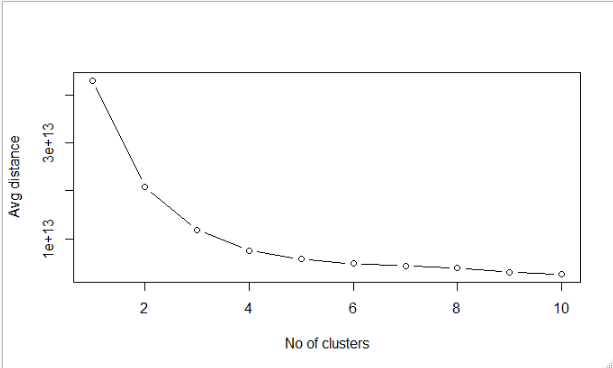 Avg distance
3e+13
1e+13
2 4 6 8 10
No of clusters